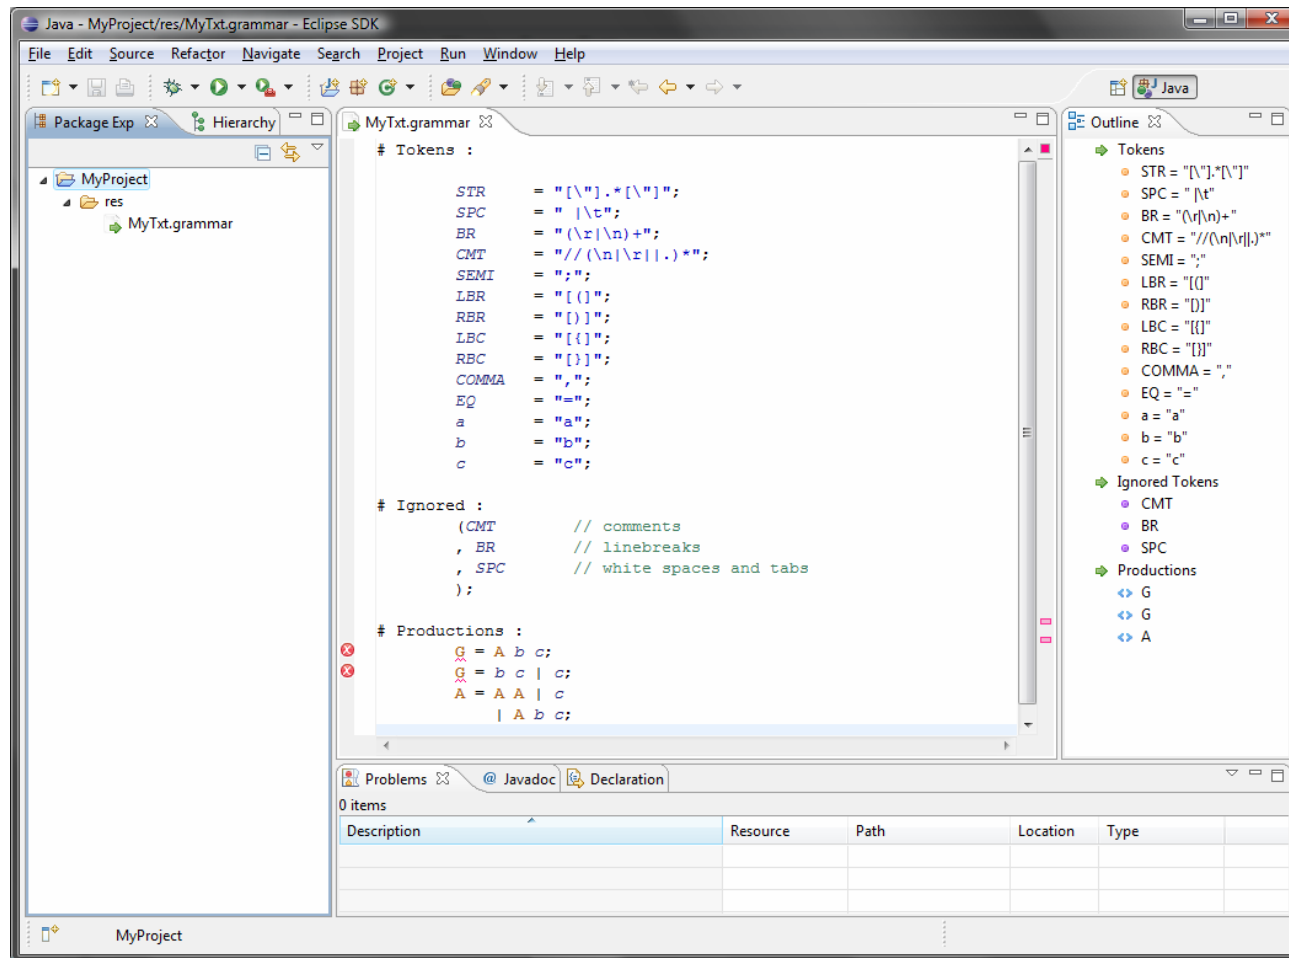 Java - MyProject/res/MyTxt.grammar - Eclipse SDK
File Edit Source Refactor Navigate Search Project Run Window Help
Java
Package Exp Hierarchy
MyProject
res
MyTxt.grammar
MyTxt.grammar
# Tokens :
STR = "[\"].*[\"]";
SPC = " |\t";
BR = "(\r|\n)+";
CMT = "//(\n|\r||.)*";
SEMI = ";";
LBR = "[(]";
RBR = "[)]";
LBC = "[{]";
RBC = "[}]";
COMMA = ",";
EQ = "=";
a = "a";
b = "b";
c = "c";
# Ignored :
(CMT // comments
, BR // linebreaks
, SPC // white spaces and tabs
);
# Productions :
G = A b c;
G = b c | c;
A = A A | c
| A b c;
Outline
Tokens
STR = "[\"].*[\"]"
SPC = " |\t"
BR = "(\r|\n)+"
CMT = "//(\n|\r||.)*"
SEMI = ";"
LBR = "[(]"
RBR = "[)]"
LBC = "[{]"
RBC = "[}]"
COMMA = ","
EQ = "="
a = "a"
b = "b"
c = "c"
Ignored Tokens
CMT
BR
SPC
Productions
G
G
A
Problems @ Javadoc Declaration
0 items
Description Resource Path Location Type
MyProject